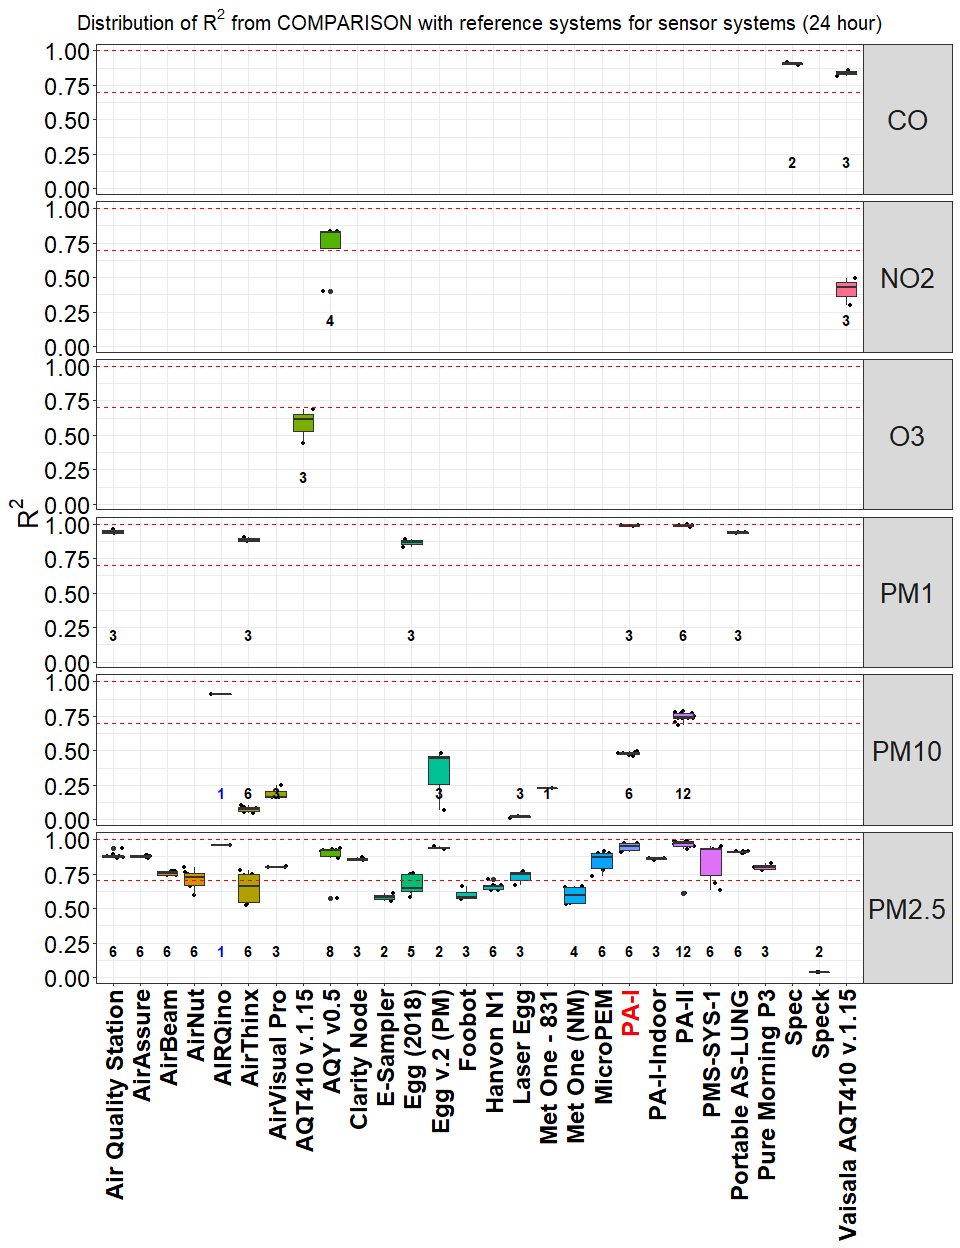 Distribution of R2 from COMPARISON with reference systems for sensor systems (24 hour)
R2
1.00
0.75
0.50
0.25
0.00
2 3
CO
1.00
0.75
0.50
0.25
0.00
4 3
NO2
1.00
0.75
0.50
0.25
0.00
3
O3
1.00
0.75
0.50
0.25
0.00
3 3 3 3 6 3
PM1
1.00
0.75
0.50
0.25
0.00
1 6 3 3 3 1 6 12
PM10
1.00
0.75
0.50
0.25
0.00
6 6 6 6 1 6 3 8 3 2 5 2 3 6 3 4 6 6 3 12 6 6 3 2
PM2.5
Air Quality Station
AirAssure
AirBeam
AirNut
AIRQino
AirThinx
AirVisual Pro
AQT410 v.1.15
AQY v0.5
Clarity Node
E-Sampler
Egg (2018)
Egg v.2 (PM)
Foobot
Hanvon N1
Laser Egg
Met One - 831
Met One (NM)
MicroPEM
PA-I
PA-I-Indoor
PA-II
PMS-SYS-1
Portable AS-LUNG
Pure Morning P3
Spec
Speck
Vaisala AQT410 v.1.15